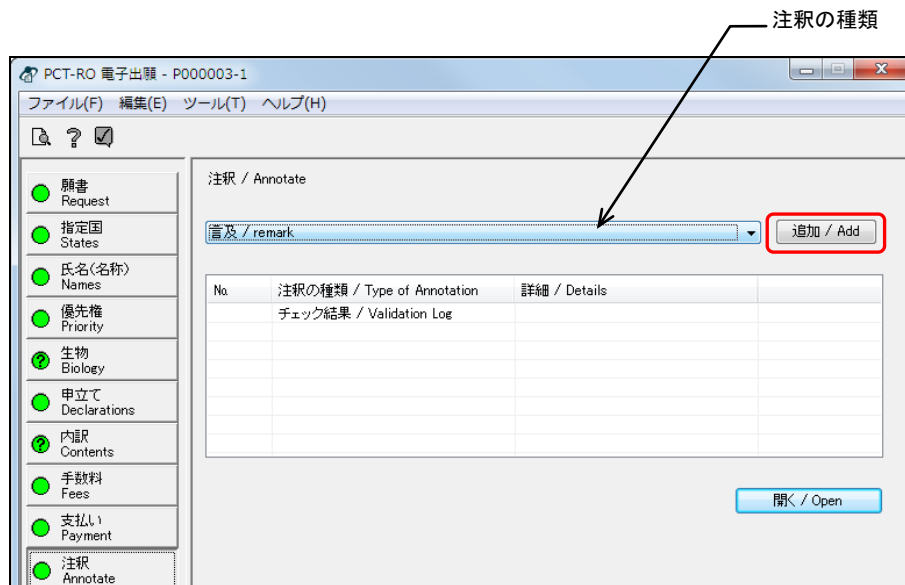 注釈の種類
PCT-RO 電子出願 - P000003-1
ファイル(F) 編集(E) ツール(T) ヘルプ(H)
注釈 / Annotate
言及 / remark
追加 / Add
No. 注釈の種類 / Type of Annotation 詳細 / Details
チェック結果 / Validation Log
開く / Open
願書
Request
指定国
States
氏名(名称)
Names
優先権
Priority
生物
Biology
申立て
Declarations
内訳
Contents
手数料
Fees
支払い
Payment
注釈
Annotate